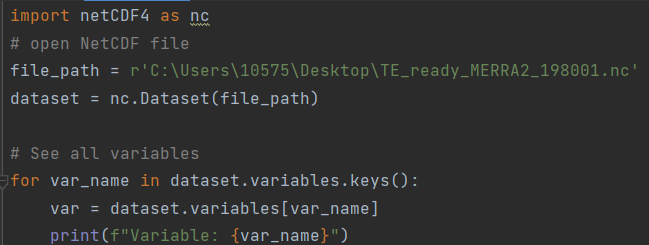 import netCDF4 as nc
# open NetCDF file
file_path = r'C:\Users\10575\Desktop\TE_ready_MERRA2_198001.nc'
dataset = nc.Dataset(file_path)
# See all variables
for var_name in dataset.variables.keys():
    var = dataset.variables[var_name]
    print(f"Variable: {var_name}")